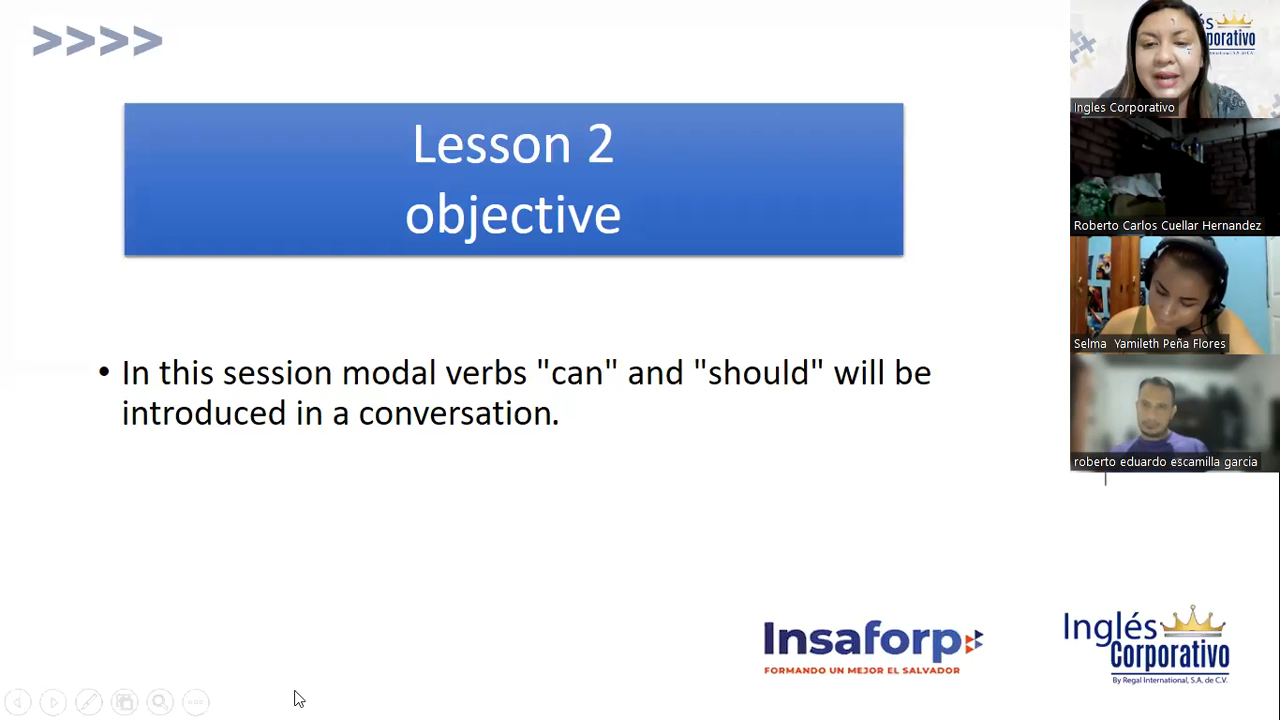 >>>>
Lesson 2
objective
• In this session modal verbs "can" and "should" will be
introduced in a conversation.
Insaforp
FORMANDO UN MEJOR EL SALVADOR
Inglés
Corporativo
By Regal International, S.A. de C.V.
Ingles Corporativo
Roberto Carlos Cuellar Hernandez
Selma Yamileth Peña Flores
roberto eduardo escamilla garcia